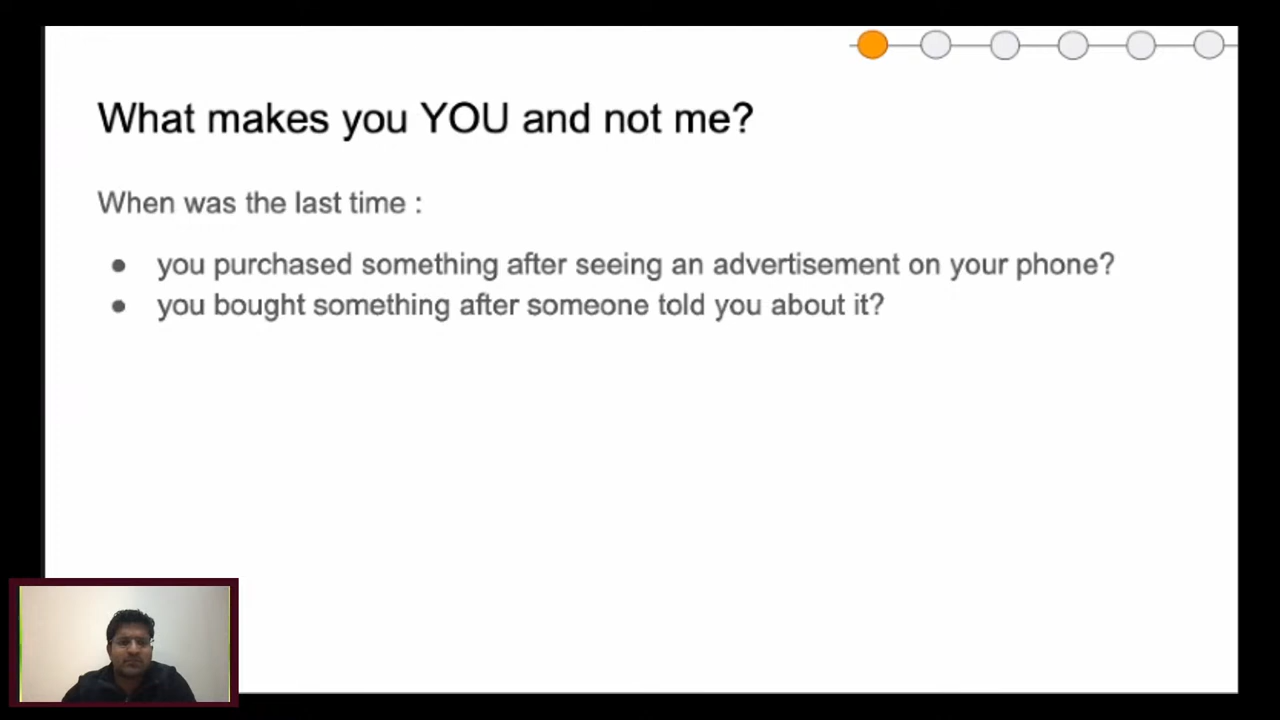 What makes you YOU and not me?
When was the last time :
● you purchased something after seeing an advertisement on your phone?
● you bought something after someone told you about it?